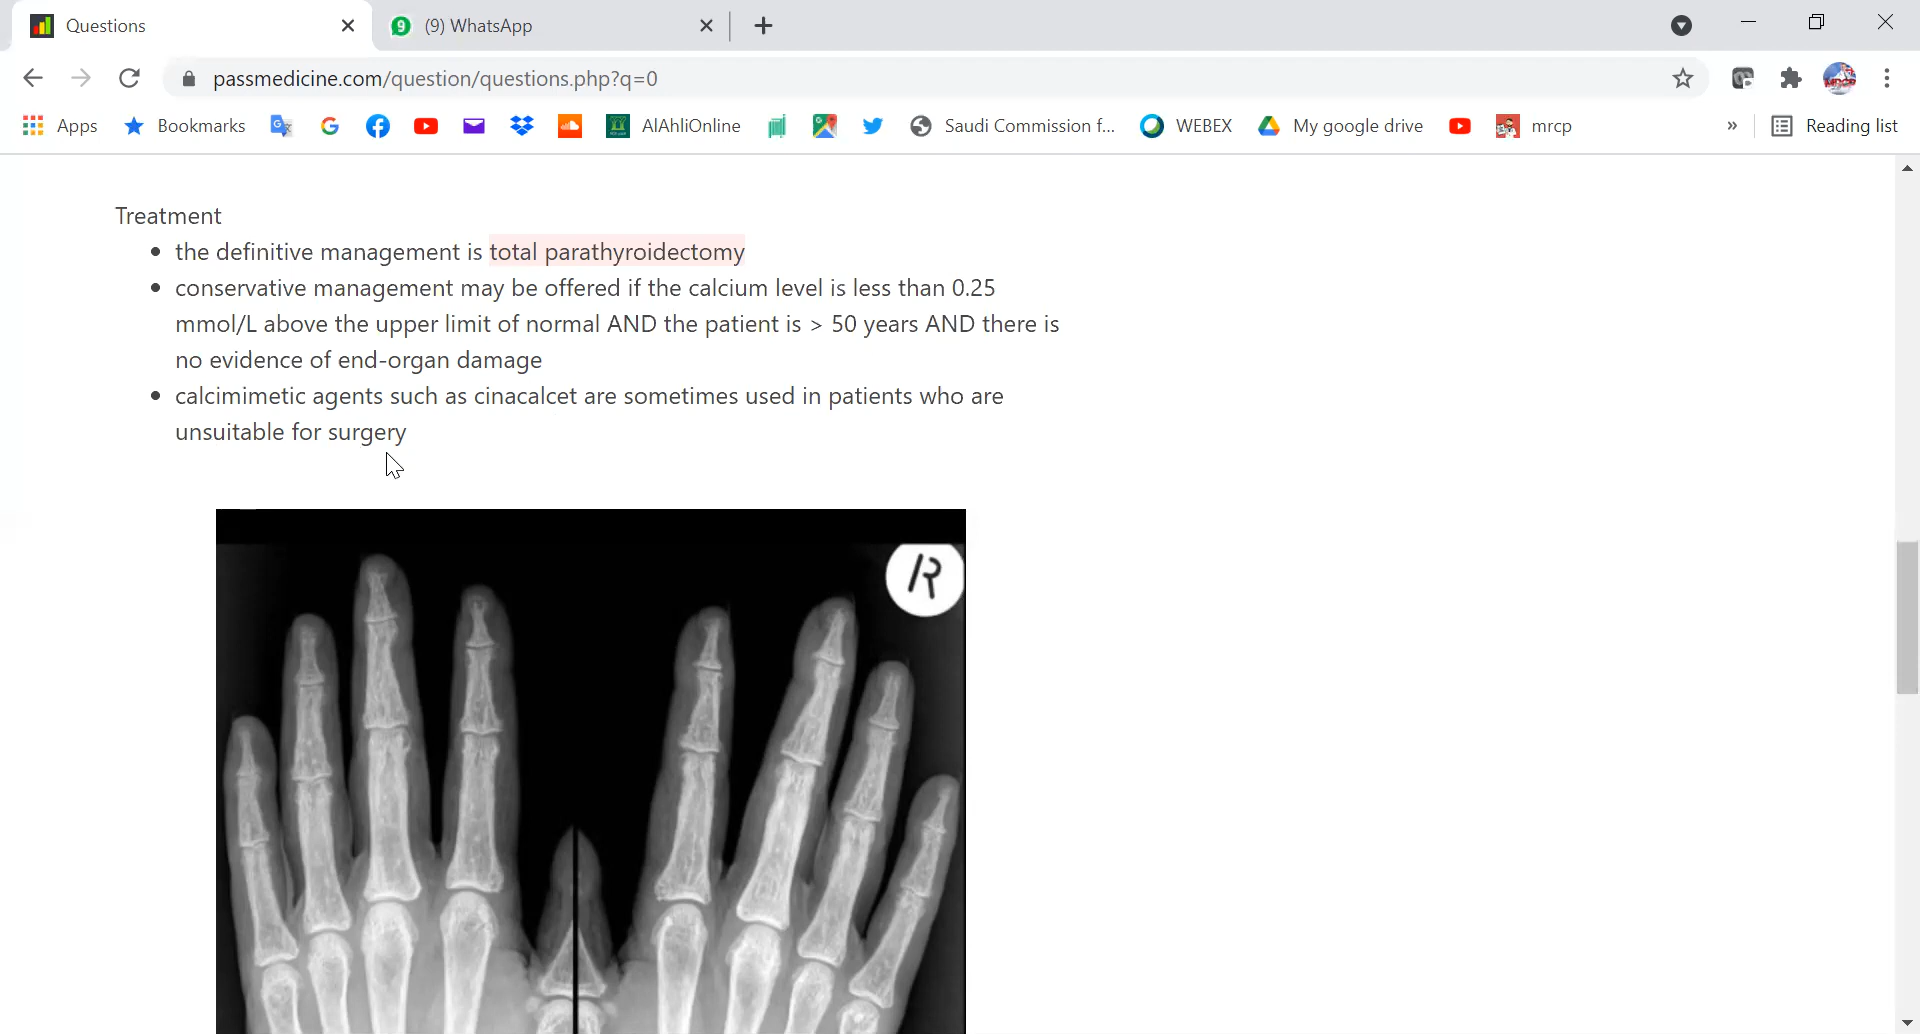 Questions
(9) WhatsApp
passmedicine.com/question/questions.php?q=0
Apps Bookmarks AlAhliOnline Saudi Commission f... WEBEX My google drive mrcp » Reading list
Treatment
• the definitive management is total parathyroidectomy
• conservative management may be offered if the calcium level is less than 0.25
mmol/L above the upper limit of normal AND the patient is > 50 years AND there is
no evidence of end-organ damage
• calcimimetic agents such as cinacalcet are sometimes used in patients who are
unsuitable for surgery
R